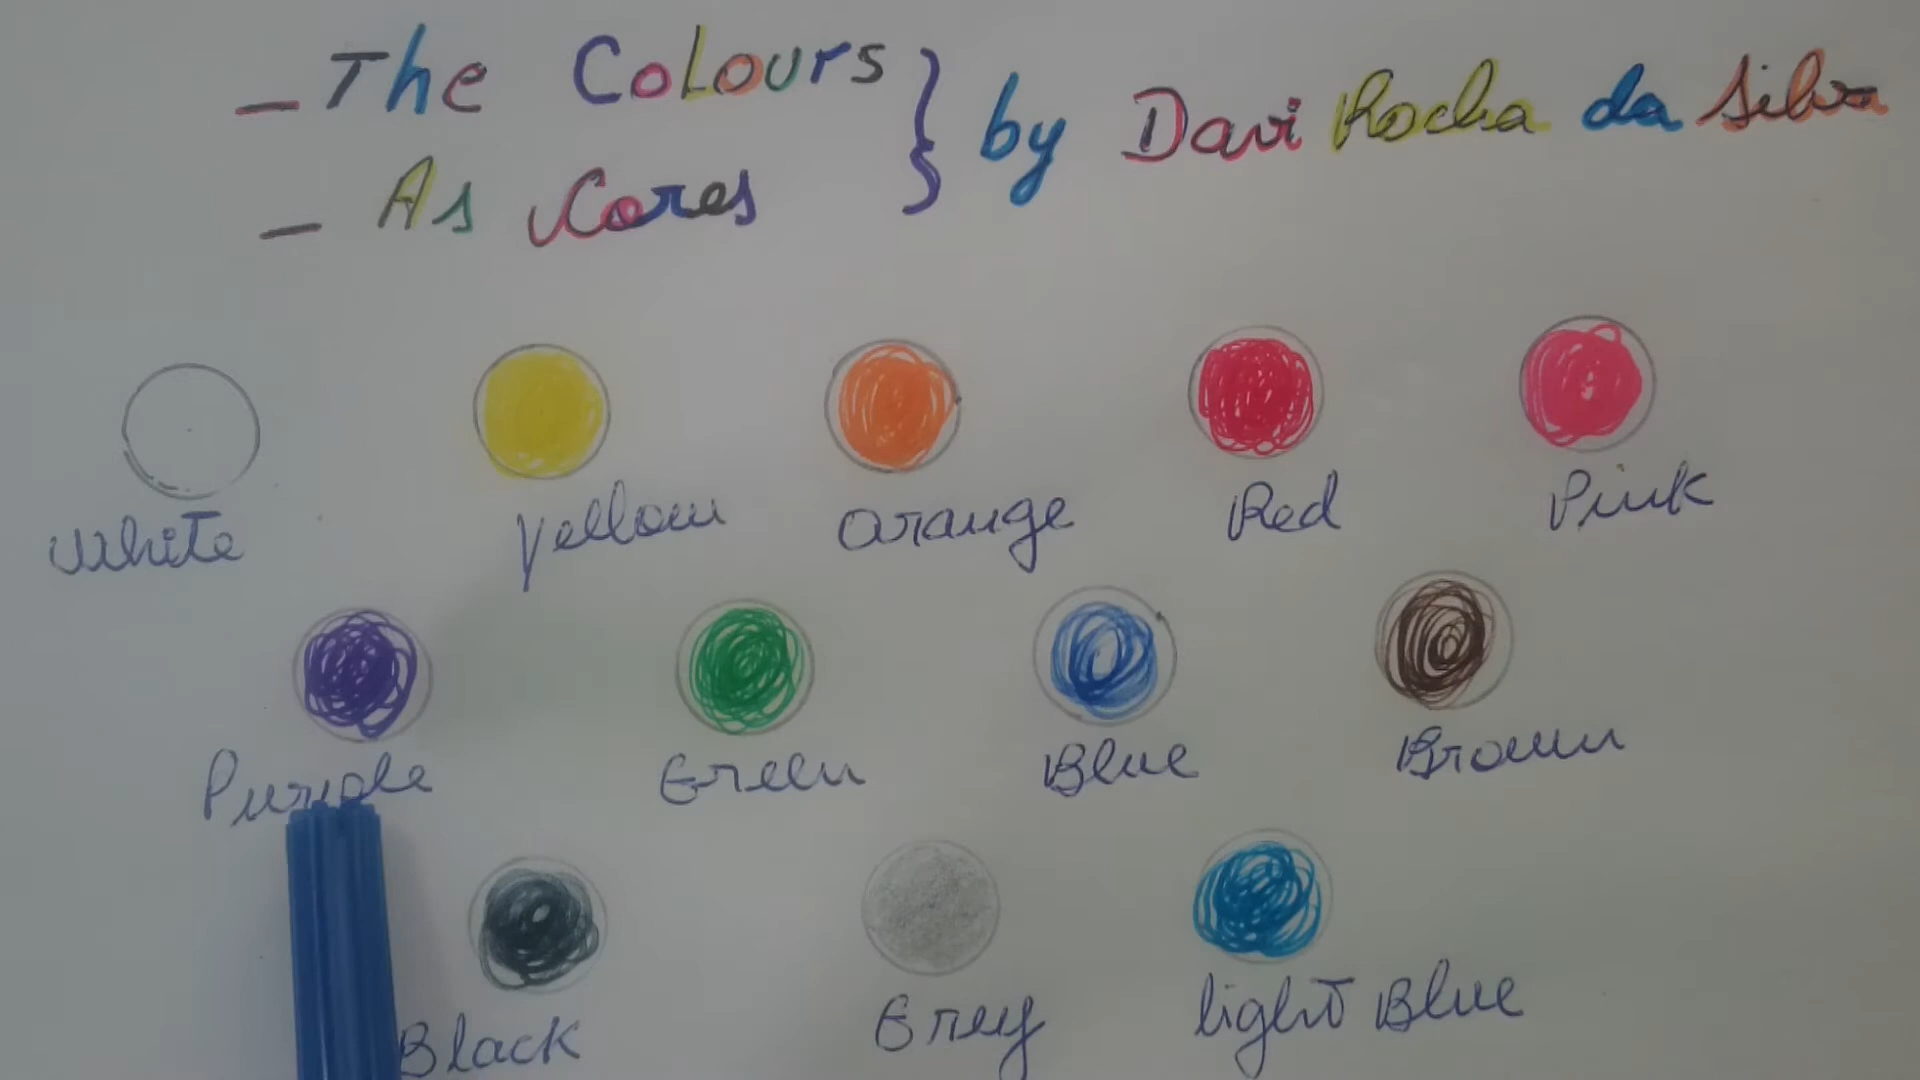 - The Colours } by Davi Rocha da Silva
- As Cores
White Yellow Orange Red Pink
Purple Green Blue Brown
Black Grey light Blue